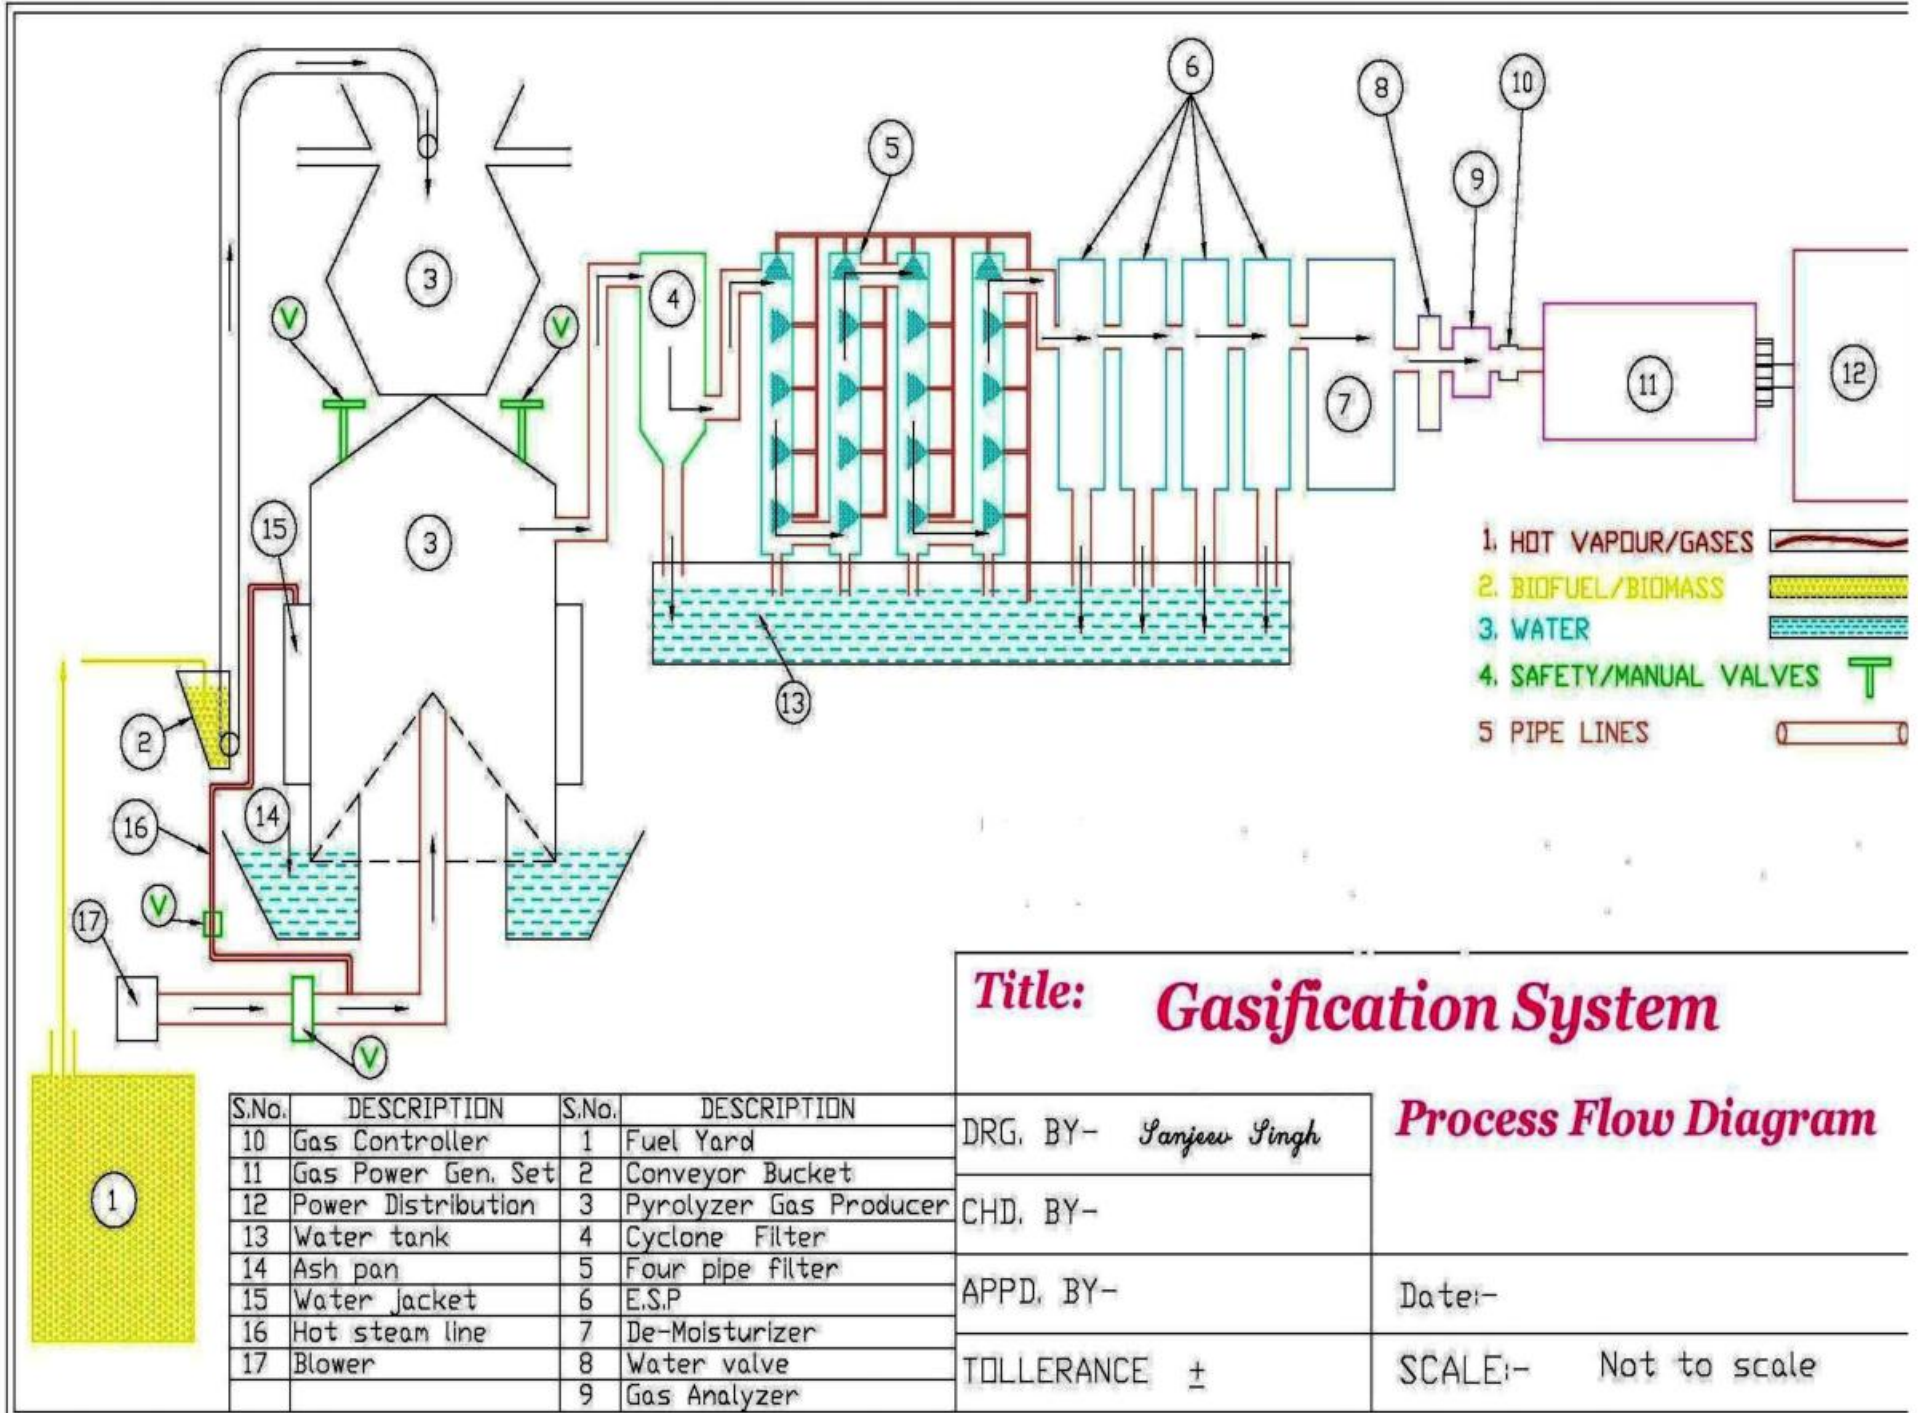 6
8
10
5
9
3
4
V
V
7
11
12
15
3
1. HOT VAPOUR/GASES
2. BIOFUEL/BIOMASS
3. WATER
4. SAFETY/MANUAL VALVES
5 PIPE LINES
13
2
14
16
V
17
V
1
Title: Gasification System
Process Flow Diagram
S.No. DESCRIPTION S.No. DESCRIPTION
10 Gas Controller 1 Fuel Yard
11 Gas Power Gen. Set 2 Conveyor Bucket
12 Power Distribution 3 Pyrolyzer Gas Producer
13 Water tank 4 Cyclone Filter
14 Ash pan 5 Four pipe filter
15 Water jacket 6 E.S.P
16 Hot steam line 7 De-Moisturizer
17 Blower 8 Water valve
9 Gas Analyzer
DRG. BY- Sanjeev Singh
CHD. BY-
APPD. BY-
TOLLERANCE ±
Date:-
SCALE:- Not to scale